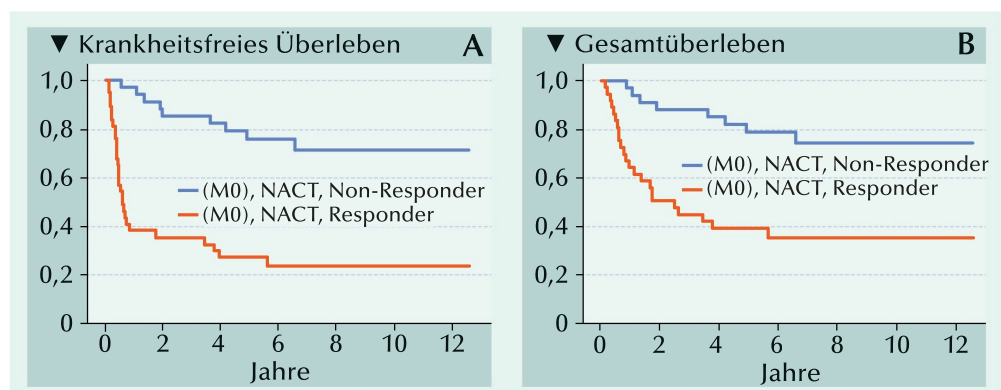 ▼ Krankheitsfreies Überleben A
1,0
0,8
0,6
0,4
0,2
0
(M0), NACT, Non-Responder
(M0), NACT, Responder
0 2 4 6 8 10 12
Jahre
▼ Gesamtüberleben B
1,0
0,8
0,6
0,4
0,2
0
(M0), NACT, Non-Responder
(M0), NACT, Responder
0 2 4 6 8 10 12
Jahre